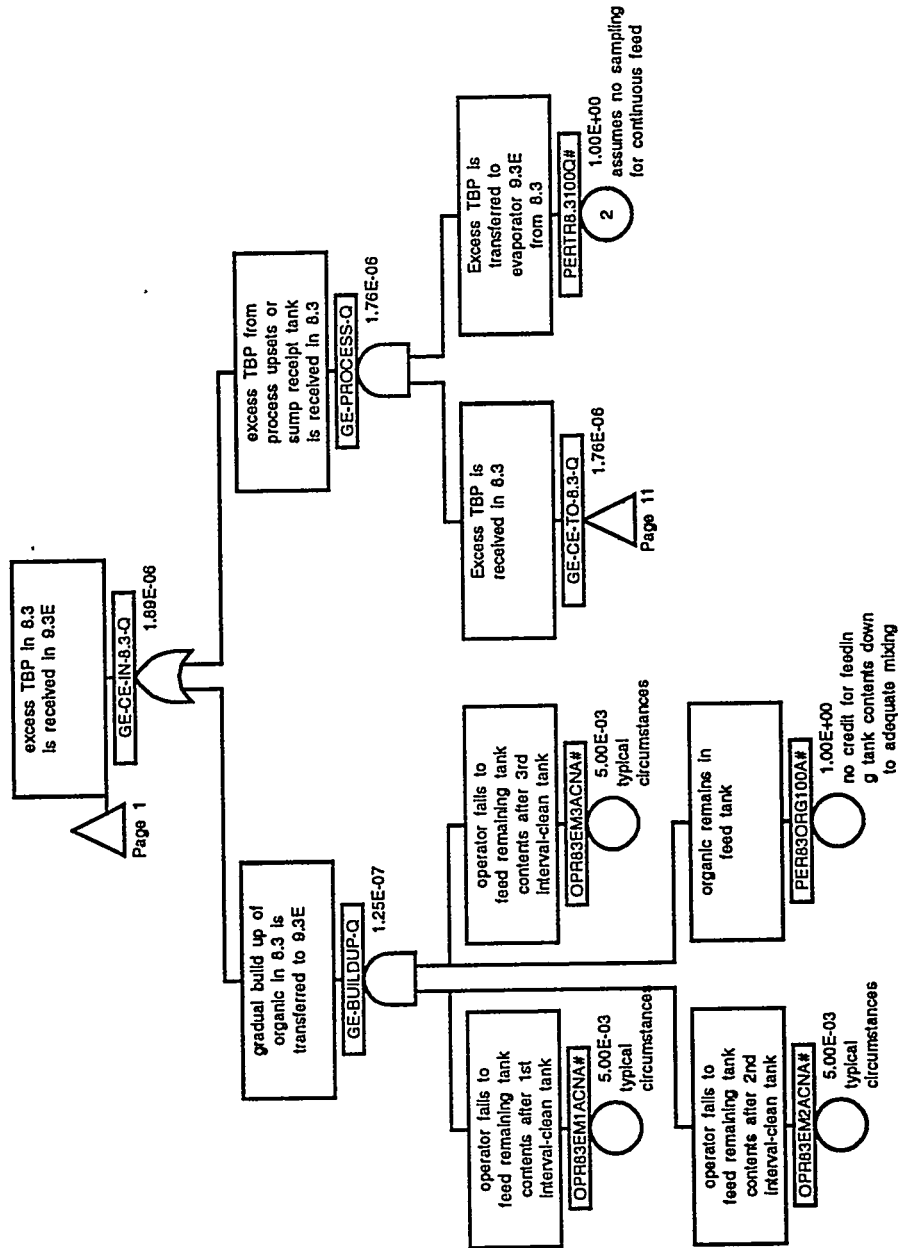 excess TBP in 8.3
is received in 9.3E
GE-CE-IN-8.3-Q
1.89E-06
Page 1
gradual build up of
organic in 8.3 is
transferred to 9.3E
GE-BUILDUP-Q
1.25E-07
excess TBP from
process upsets or
sump receipt tank
is received in 8.3
GE-PROCESS-Q
1.76E-06
operator fails to
feed remaining tank
contents after 1st
interval-clean tank
OPR83EM1ACNA#
5.00E-03
typical
circumstances
operator fails to
feed remaining tank
contents after 3rd
interval-clean tank
OPR83EM3ACNA#
5.00E-03
typical
circumstances
Excess TBP is
received in 8.3
GE-CE-TO-8.3-Q
1.76E-06
Page 11
Excess TBP is
transferred to
evaporator 9.3E
from 8.3
PERTR8.3100Q#
2
1.00E+00
assumes no sampling
for continuous feed
operator fails to
feed remaining tank
contents after 2nd
interval-clean tank
OPR83EM2ACNA#
5.00E-03
typical
circumstances
organic remains in
feed tank
PER83ORG100A#
1.00E+00
no credit for feedin
g tank contents down
to adequate mixing